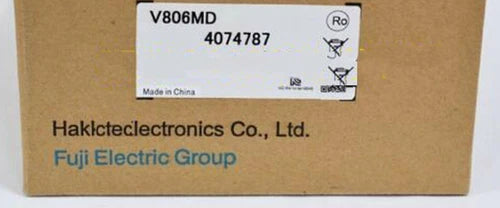 V806MD
Ro
4074787
Made in China
Haklcteclectronics Co., Ltd.
Fuji Electric Group